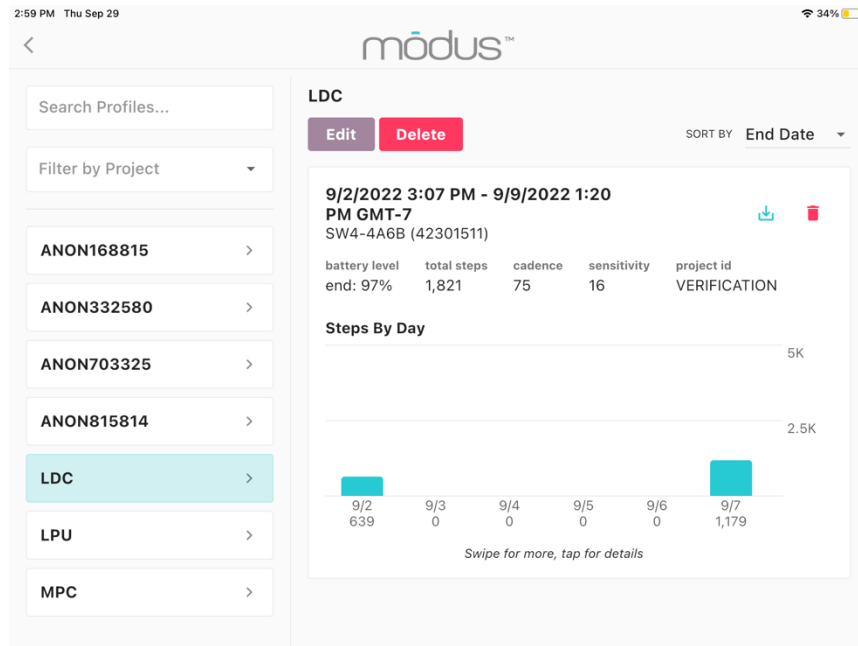 2:59 PM Thu Sep 29
34%
mōdus™
Search Profiles...
Filter by Project
ANON168815
ANON332580
ANON703325
ANON815814
LDC
LPU
MPC
LDC
Edit Delete
SORT BY End Date
9/2/2022 3:07 PM - 9/9/2022 1:20
PM GMT-7
SW4-4A6B (42301511)
battery level total steps cadence sensitivity project id
end: 97% 1,821 75 16 VERIFICATION
Steps By Day
5K
2.5K
9/2 9/3 9/4 9/5 9/6 9/7
639 0 0 0 0 1,179
Swipe for more, tap for details